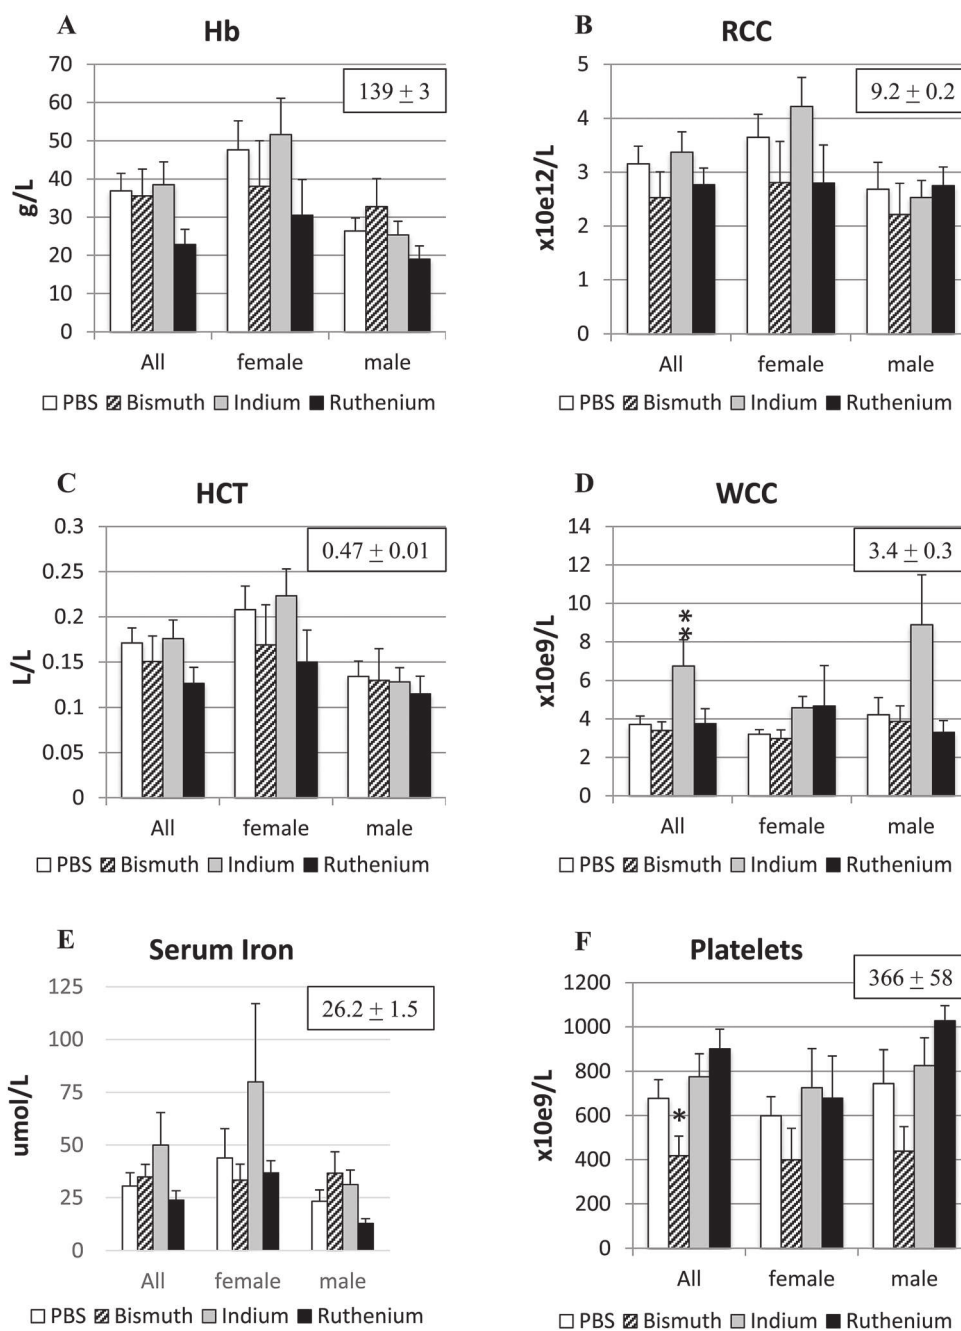 A
Hb
139 ± 3
g/L
70
60
50
40
30
20
10
0
All
female
male
PBS Bismuth Indium Ruthenium
B
RCC
9.2 ± 0.2
x10e12/L
5
4
3
2
1
0
All
female
male
PBS Bismuth Indium Ruthenium
C
HCT
0.47 ± 0.01
L/L
0.3
0.25
0.2
0.15
0.1
0.05
0
All
female
male
PBS Bismuth Indium Ruthenium
D
WCC
3.4 ± 0.3
x10e9/L
14
12
10
8
6
4
2
0
**
All
female
male
PBS Bismuth Indium Ruthenium
E
Serum Iron
26.2 ± 1.5
umol/L
125
100
75
50
25
0
All
female
male
PBS Bismuth Indium Ruthenium
F
Platelets
366 ± 58
x10e9/L
1200
1000
800
600
400
200
0
*
All
female
male
PBS Bismuth Indium Ruthenium